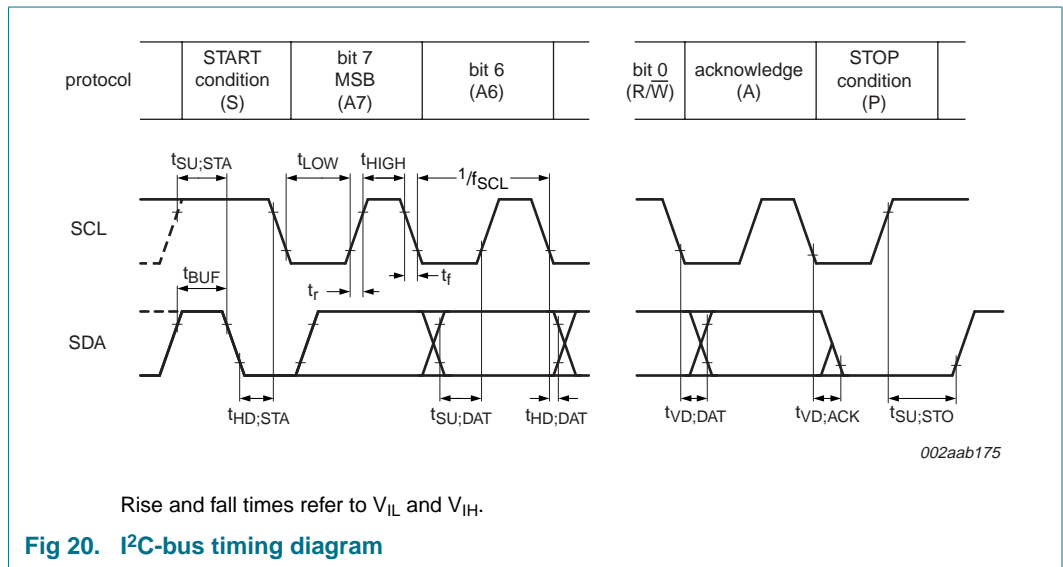 protocol
START
condition
(S)
bit 7
MSB
(A7)
bit 6
(A6)
bit 0
(R/W̅)
acknowledge
(A)
STOP
condition
(P)
tSU;STA
tLOW
tHIGH
1/fSCL
SCL
tBUF
tr
tf
SDA
tHD;STA
tSU;DAT
tHD;DAT
tVD;DAT
tVD;ACK
tSU;STO
002aab175
Rise and fall times refer to VIL and VIH.
Fig 20. I²C-bus timing diagram